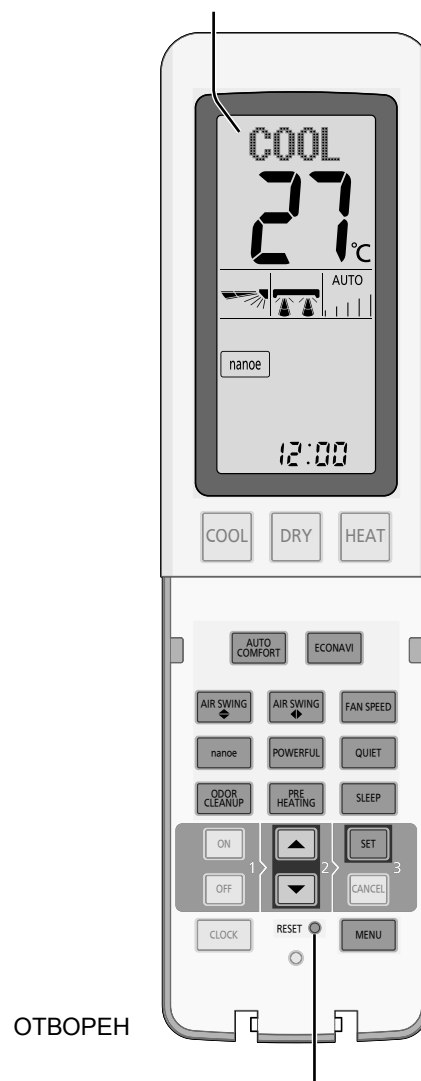 COOL
27°C
AUTO
nanoe
12:00
COOL DRY HEAT
AUTO COMFORT ECONAVI
AIR SWING AIR SWING FAN SPEED
nanoe POWERFUL QUIET
ODOR CLEANUP PRE HEATING SLEEP
ON SET
1 2 3
OFF CANCEL
CLOCK RESET MENU
ОТВОРЕН